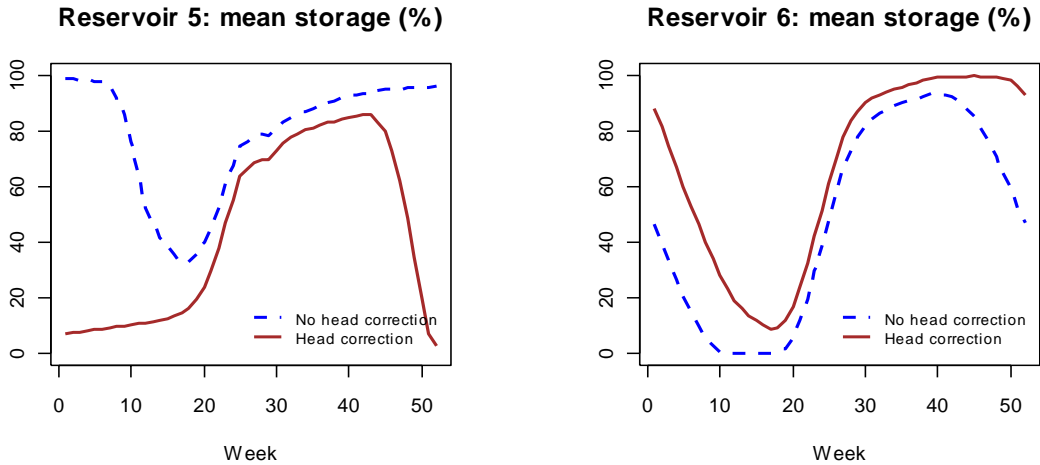 Reservoir 5: mean storage (%)
100
80
60
40
20
0
No head correction
Head correction
0 10 20 30 40 50
Week
Reservoir 6: mean storage (%)
100
80
60
40
20
0
No head correction
Head correction
0 10 20 30 40 50
Week